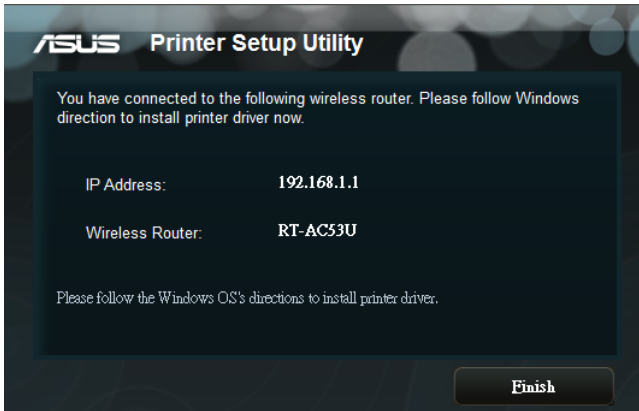 ASUS Printer Setup Utility
You have connected to the following wireless router. Please follow Windows
direction to install printer driver now.
IP Address: 192.168.1.1
Wireless Router: RT-AC53U
Please follow the Windows OS's directions to install printer driver.
Finish